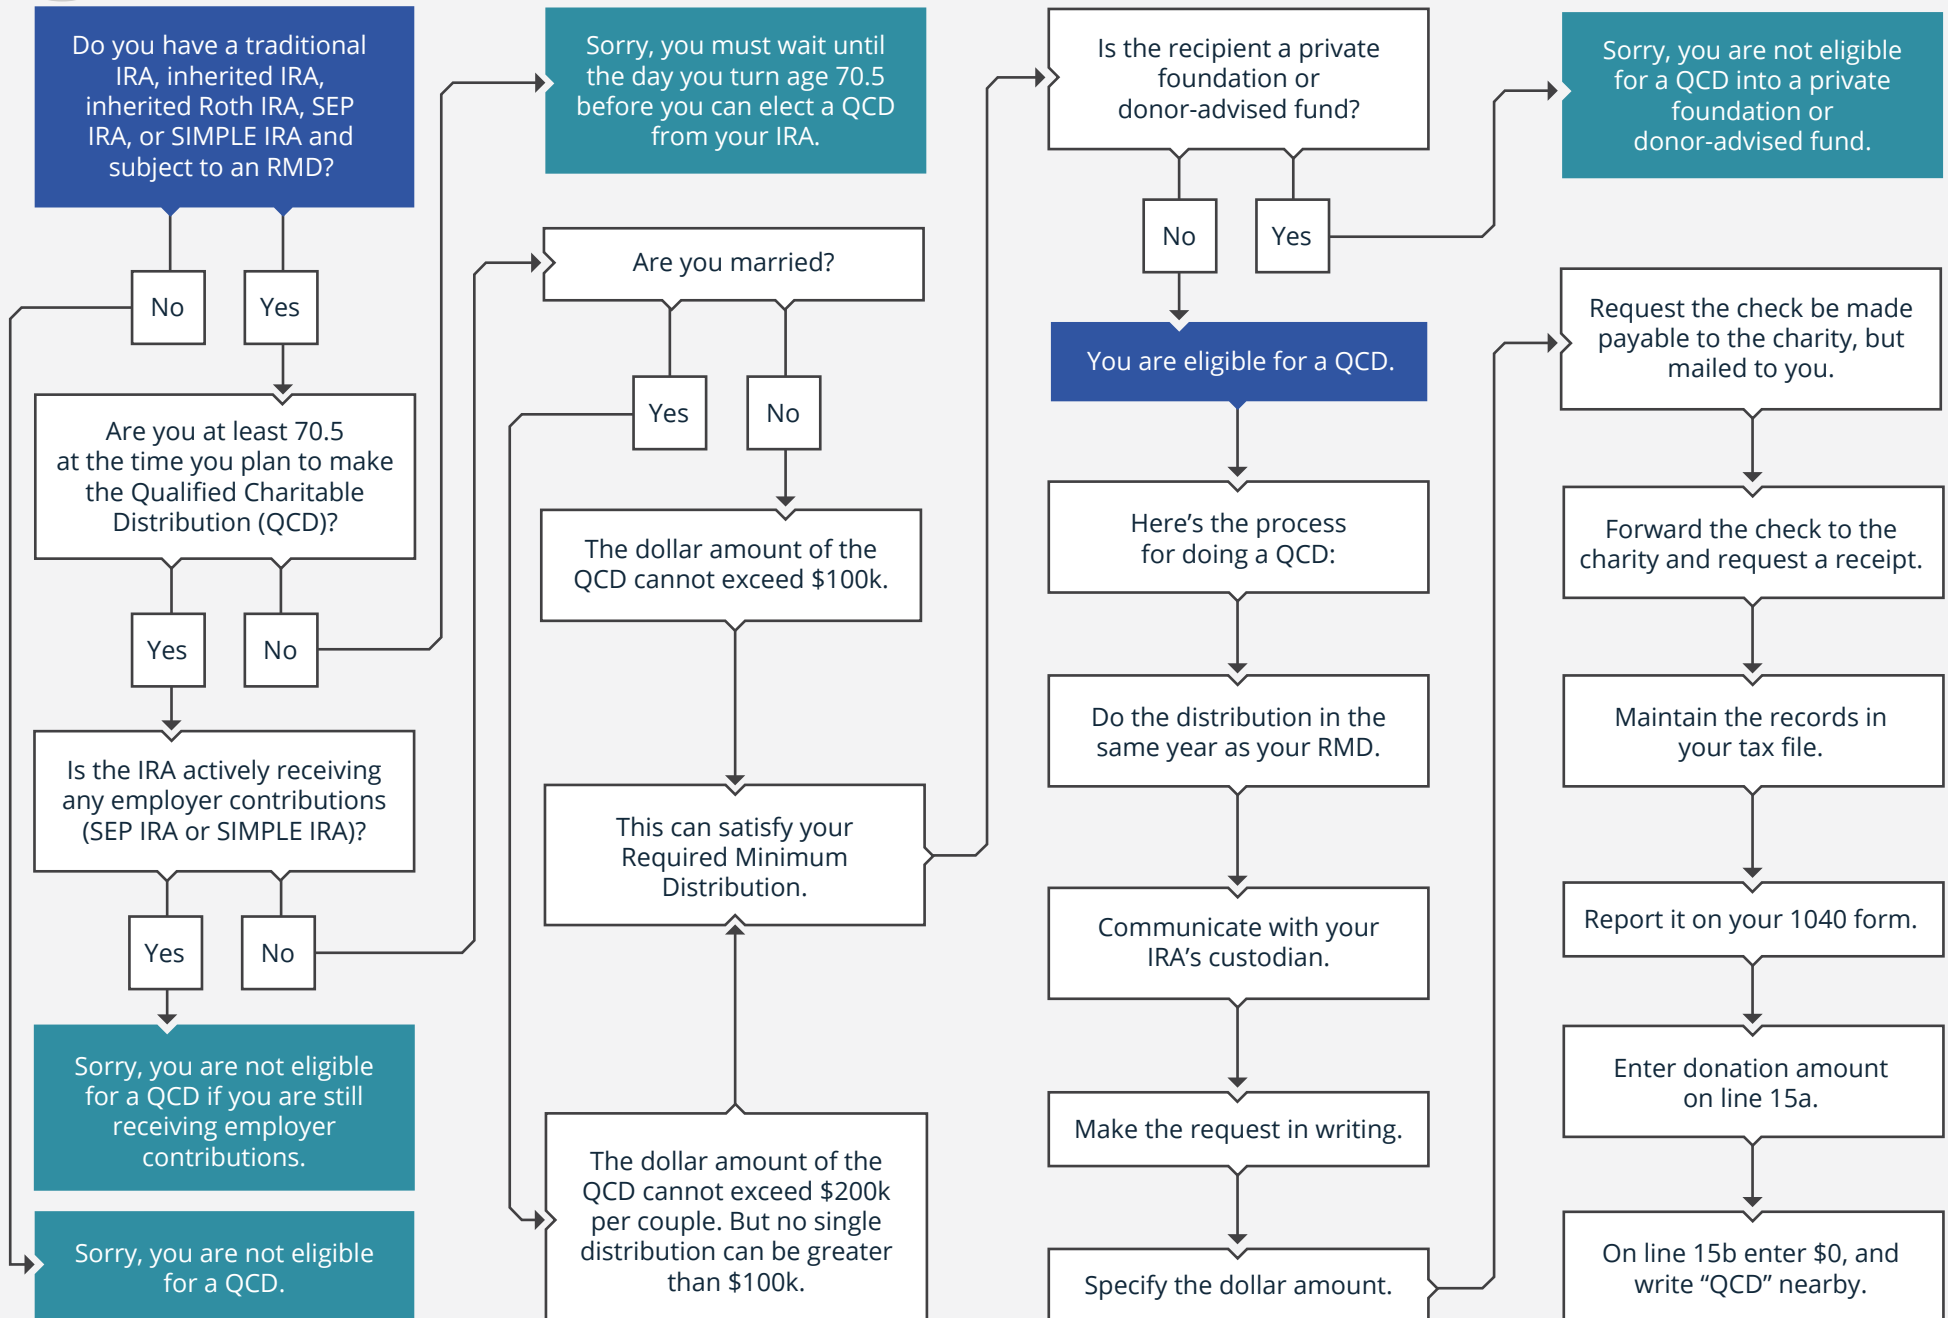 Do you have a traditional
IRA, inherited IRA,
inherited Roth IRA, SEP
IRA, or SIMPLE IRA and
subject to an RMD?
No
Yes
Are you at least 70.5
at the time you plan to make
the Qualified Charitable
Distribution (QCD)?
Yes
No
Is the IRA actively receiving
any employer contributions
(SEP IRA or SIMPLE IRA)?
Yes
No
Sorry, you are not eligible
for a QCD if you are still
receiving employer
contributions.
Sorry, you are not eligible
for a QCD.
Sorry, you must wait until
the day you turn age 70.5
before you can elect a QCD
from your IRA.
Are you married?
Yes
No
The dollar amount of the
QCD cannot exceed $100k.
This can satisfy your
Required Minimum
Distribution.
The dollar amount of the
QCD cannot exceed $200k
per couple. But no single
distribution can be greater
than $100k.
Is the recipient a private
foundation or
donor-advised fund?
No
Yes
You are eligible for a QCD.
Here’s the process
for doing a QCD:
Do the distribution in the
same year as your RMD.
Communicate with your
IRA’s custodian.
Make the request in writing.
Specify the dollar amount.
Sorry, you are not eligible
for a QCD into a private
foundation or
donor-advised fund.
Request the check be made
payable to the charity, but
mailed to you.
Forward the check to the
charity and request a receipt.
Maintain the records in
your tax file.
Report it on your 1040 form.
Enter donation amount
on line 15a.
On line 15b enter $0, and
write “QCD” nearby.